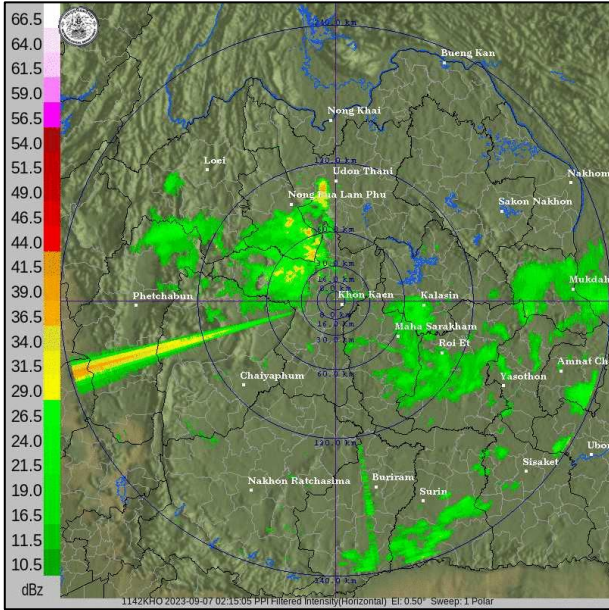 66.5
64.0
61.5
59.0
56.5
54.0
51.5
49.0
46.5
44.0
41.5
39.0
36.5
34.0
31.5
29.0
26.5
24.0
21.5
19.0
16.5
14.0
11.5
10.5
dBz
Bueng Kan
Nong Khai
Loei
Udon Thani
Nakhom
Nong Bua Lam Phu
Sakon Nakhon
Mukdah
Phetchabun
Khon Kaen
Kalasin
Maha Sarakham
Roi Et
Chaiyaphum
Yasothon
Amnat Ch
120.0 km
Ubon
Sisaket
Nakhon Ratchasima
Buriram
Surin
240.0 km
1142KHO 2023-09-07 02:15:05 PPI Filtered Intensity(Horizontal) El: 0.50° Sweep: 1 Polar